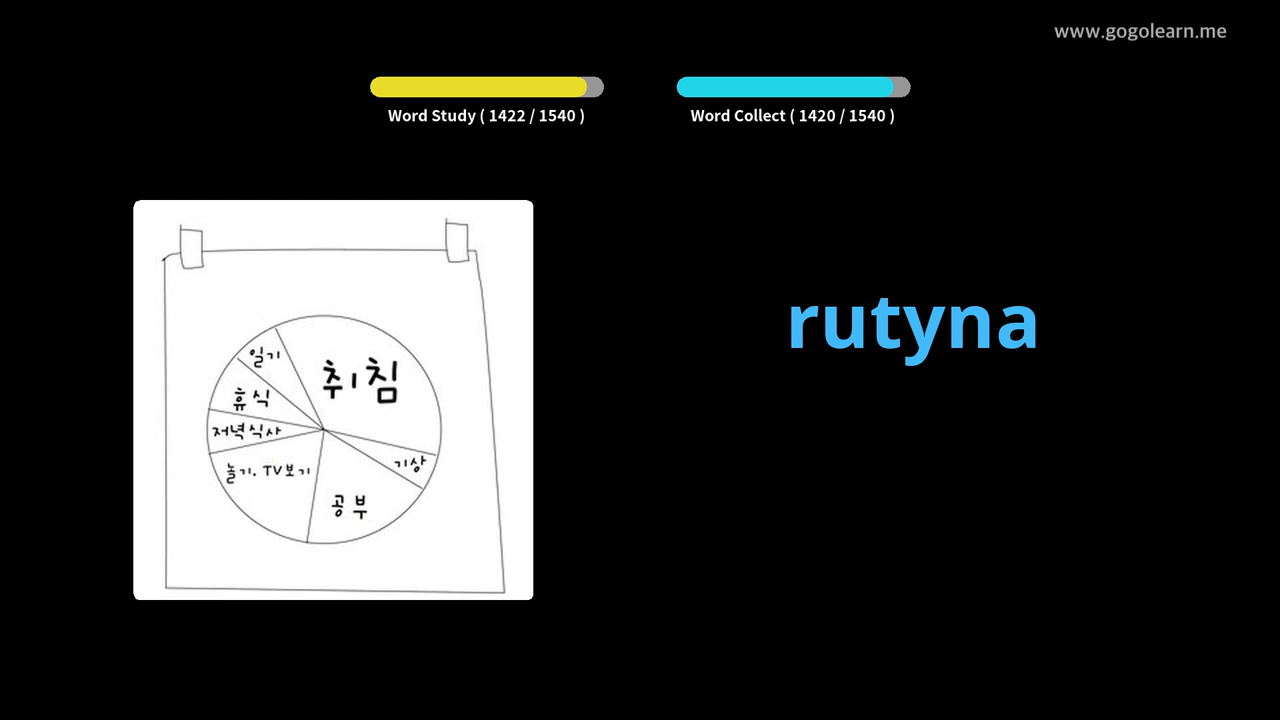 www.gogolearn.me
Word Study ( 1422 / 1540 )
Word Collect ( 1420 / 1540 )
일기
취침
휴식
저녁식사
기상
놀기. TV보기
공부
rutyna